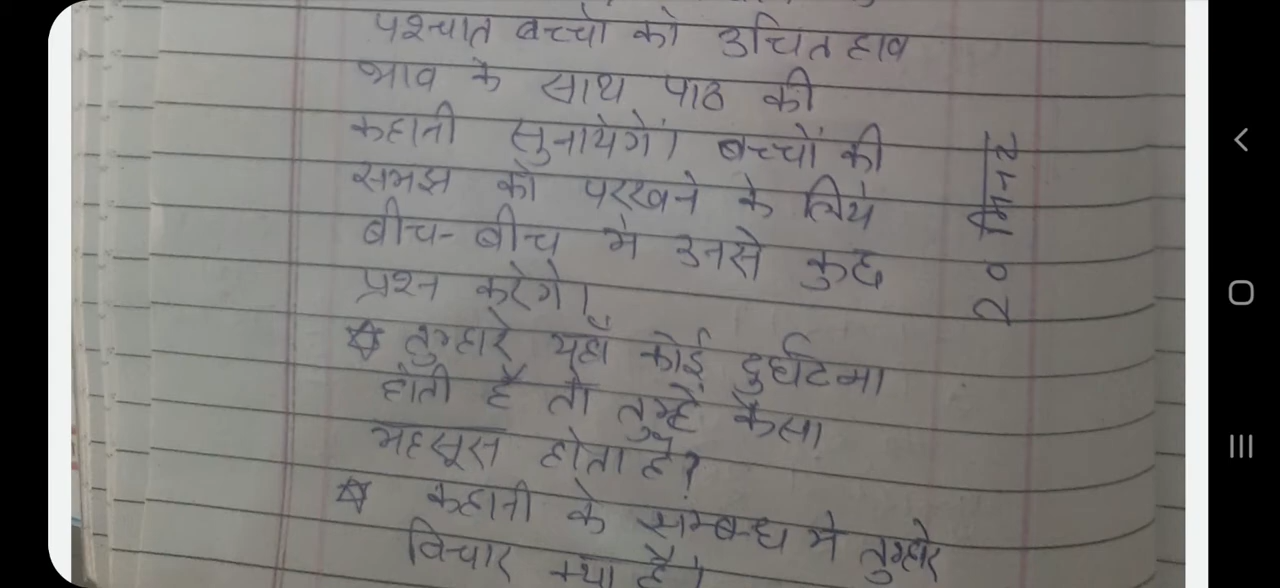 पश्चात बच्चो को उचित हाव
भाव के साथ पाठ की
कहानी सुनायेगें। बच्चों की
समझ को परखने के लिये
बीच-बीच मे उनसे कुछ
प्रश्न करेगे।
20 मिनट
☆ तुम्हारे यहाँ कोई दुर्घटना
होती है तो तुम्हें कैसा
महसूस होता है?
☆ कहानी के सम्बन्ध मे तुम्हारे
विचार क्या है।